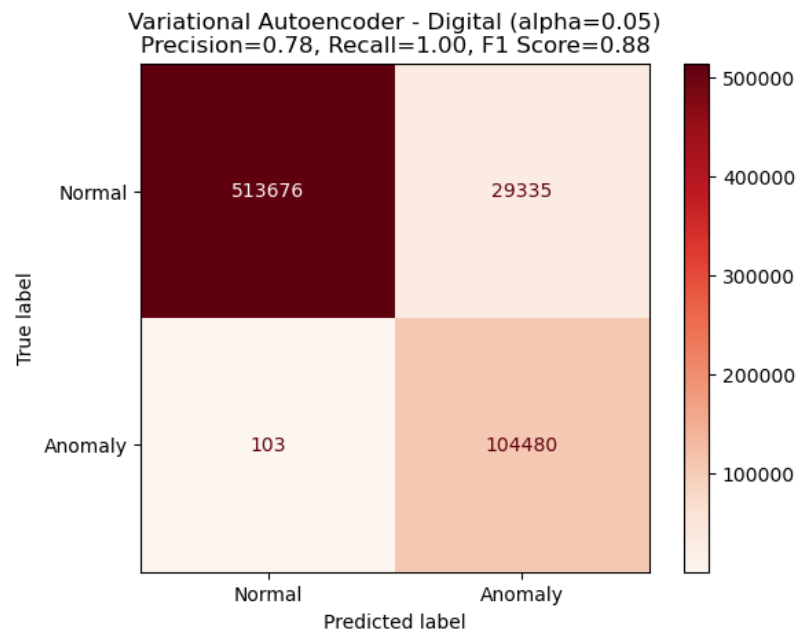 Variational Autoencoder - Digital (alpha=0.05)
Precision=0.78, Recall=1.00, F1 Score=0.88
True label
Normal
513676
29335
Anomaly
103
104480
Normal
Anomaly
Predicted label
500000
400000
300000
200000
100000